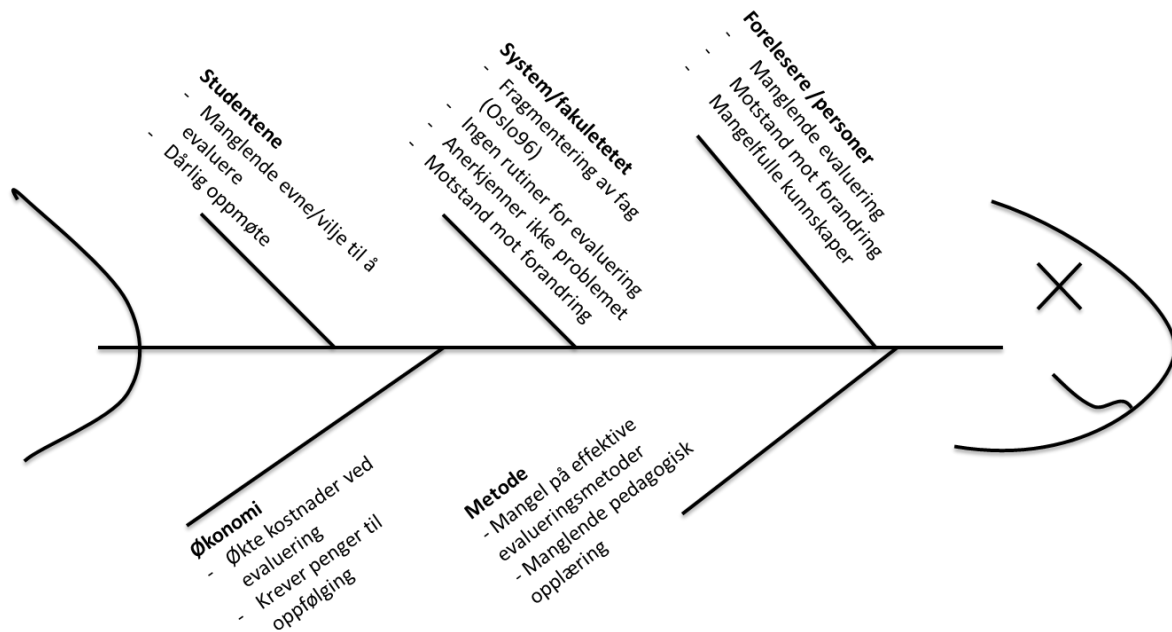 Studentene
- Manglende evne/vilje til å
evaluere
- Dårlig oppmøte
System/fakuletetet
- Fragmentering av fag
(Oslo96)
- Ingen rutiner for evaluering
- Anerkjenner ikke problemet
- Motstand mot forandring
Forelesere /personer
- Manglende evaluering
- Motstand mot forandring
- Mangelfulle kunnskaper
Økonomi
- Økte kostnader ved
evaluering
- Krever penger til
oppfølging
Metode
- Mangel på effektive
evalueringsmetoder
- Manglende pedagogisk
opplæring